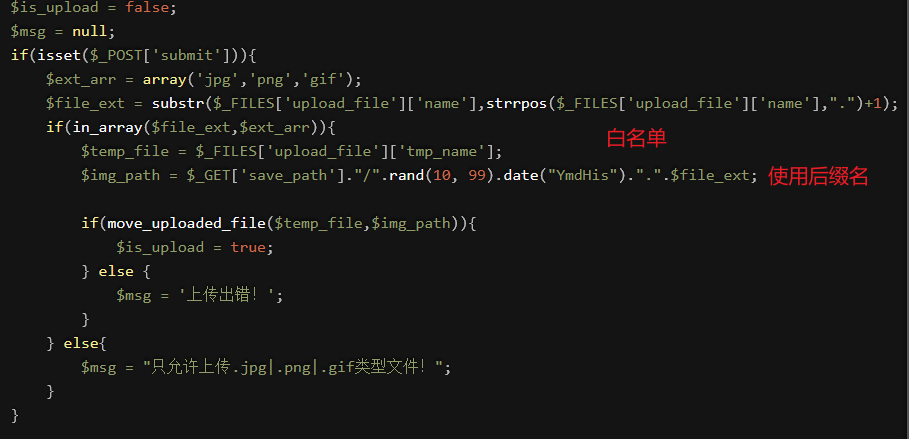 $is_upload = false;
$msg = null;
if(isset($_POST['submit'])){
    $ext_arr = array('jpg','png','gif');
    $file_ext = substr($_FILES['upload_file']['name'],strrpos($_FILES['upload_file']['name'],".")+1);
    if(in_array($file_ext,$ext_arr)){ 白名单
        $temp_file = $_FILES['upload_file']['tmp_name'];
        $img_path = $_GET['save_path']."/".rand(10, 99).date("YmdHis").".".$file_ext; 使用后缀名
        if(move_uploaded_file($temp_file,$img_path)){
            $is_upload = true;
        } else {
            $msg = '上传出错！';
        }
    } else{
        $msg = "只允许上传.jpg|.png|.gif类型文件！";
    }
}